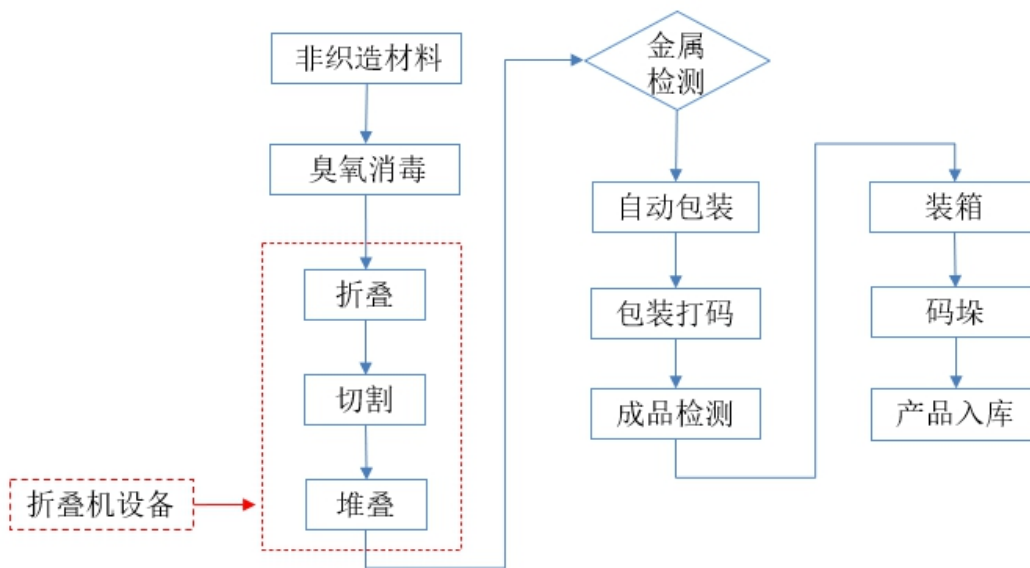 非织造材料
臭氧消毒
折叠
切割
堆叠
折叠机设备
金属
检测
自动包装
包装打码
成品检测
装箱
码垛
产品入库